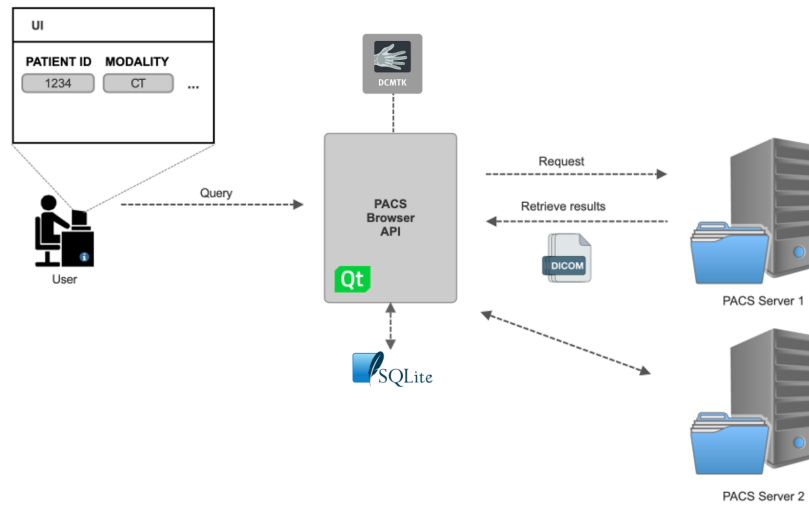 UI
PATIENT ID MODALITY
1234 CT ...
DCMTK
Query
Request
PACS
Browser
API
Retrieve results
DICOM
Qt
User
PACS Server 1
SQLite
PACS Server 2